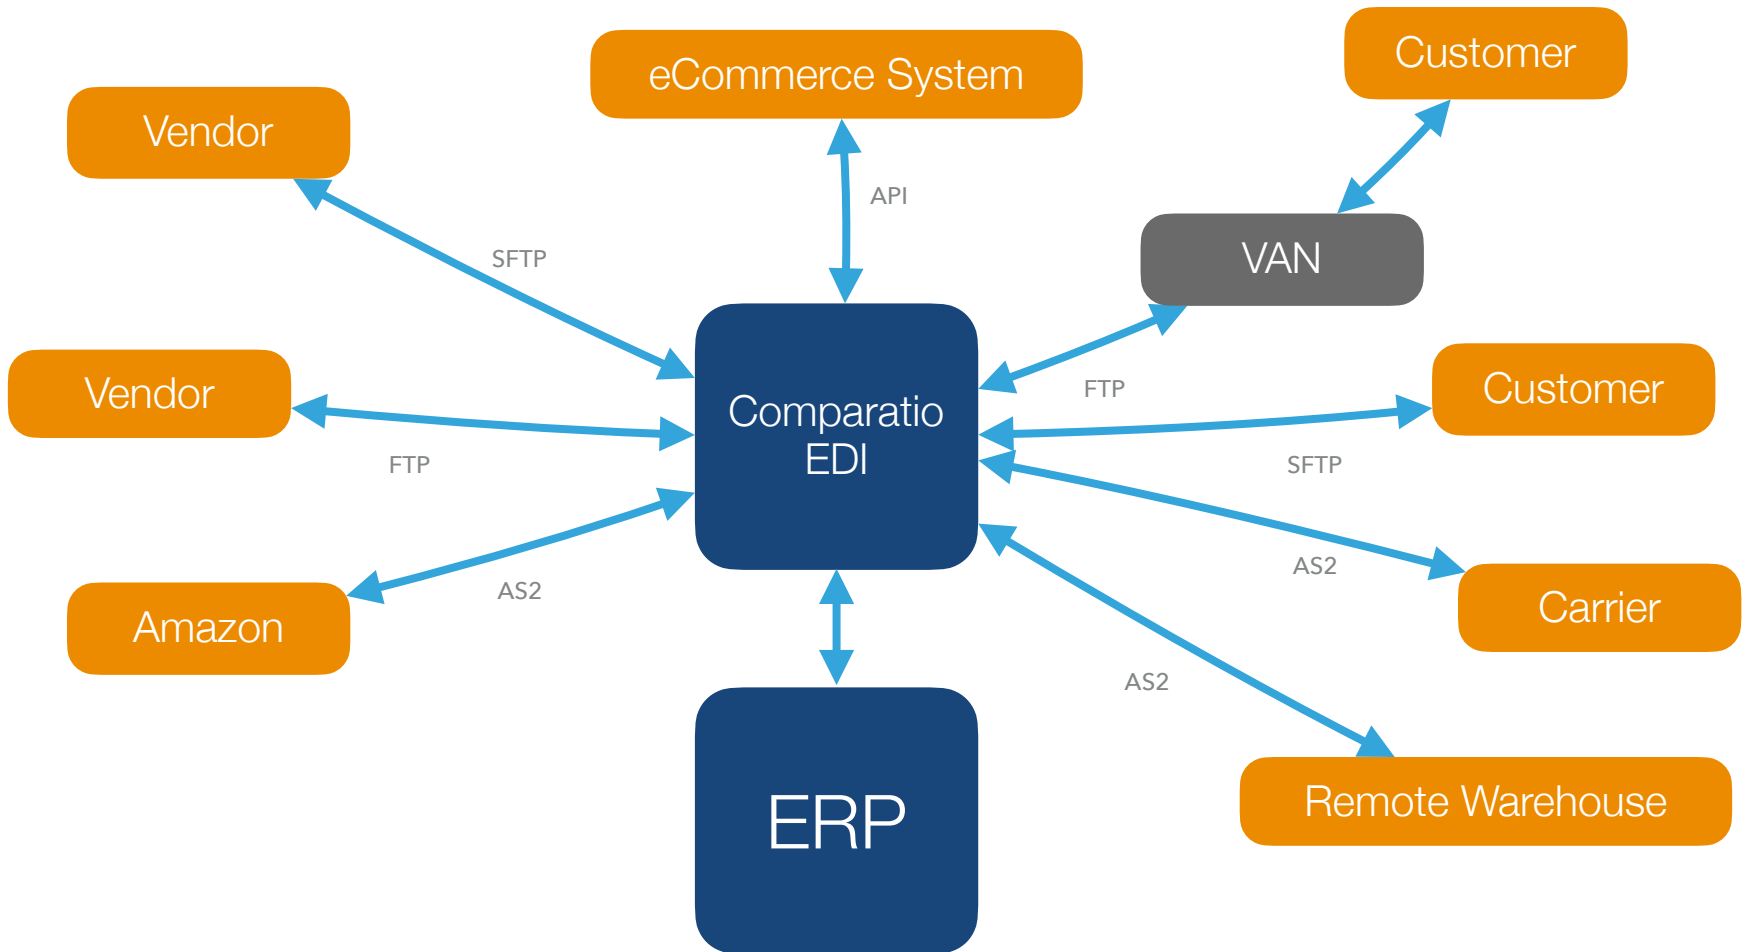 Customer
eCommerce System
Vendor
API
VAN
SFTP
Customer
FTP
Vendor
Comparatio
EDI
FTP
SFTP
AS2
AS2
Carrier
Amazon
AS2
Remote Warehouse
ERP